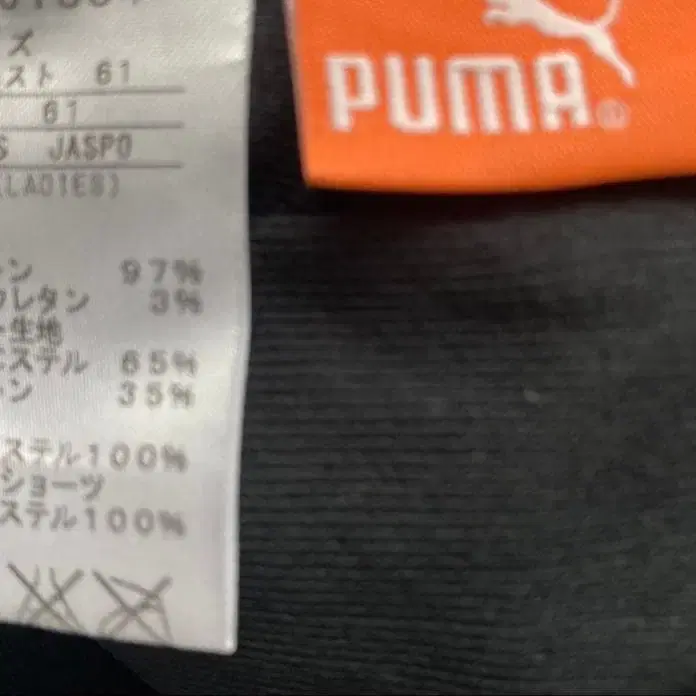 ズ
スト 61
61
S JASPO
(LADIES)
ン 97%
ウレタン 3%
生地
エステル 65%
ン 35%
ステル100%
ショーツ
ステル100%
PUMA®